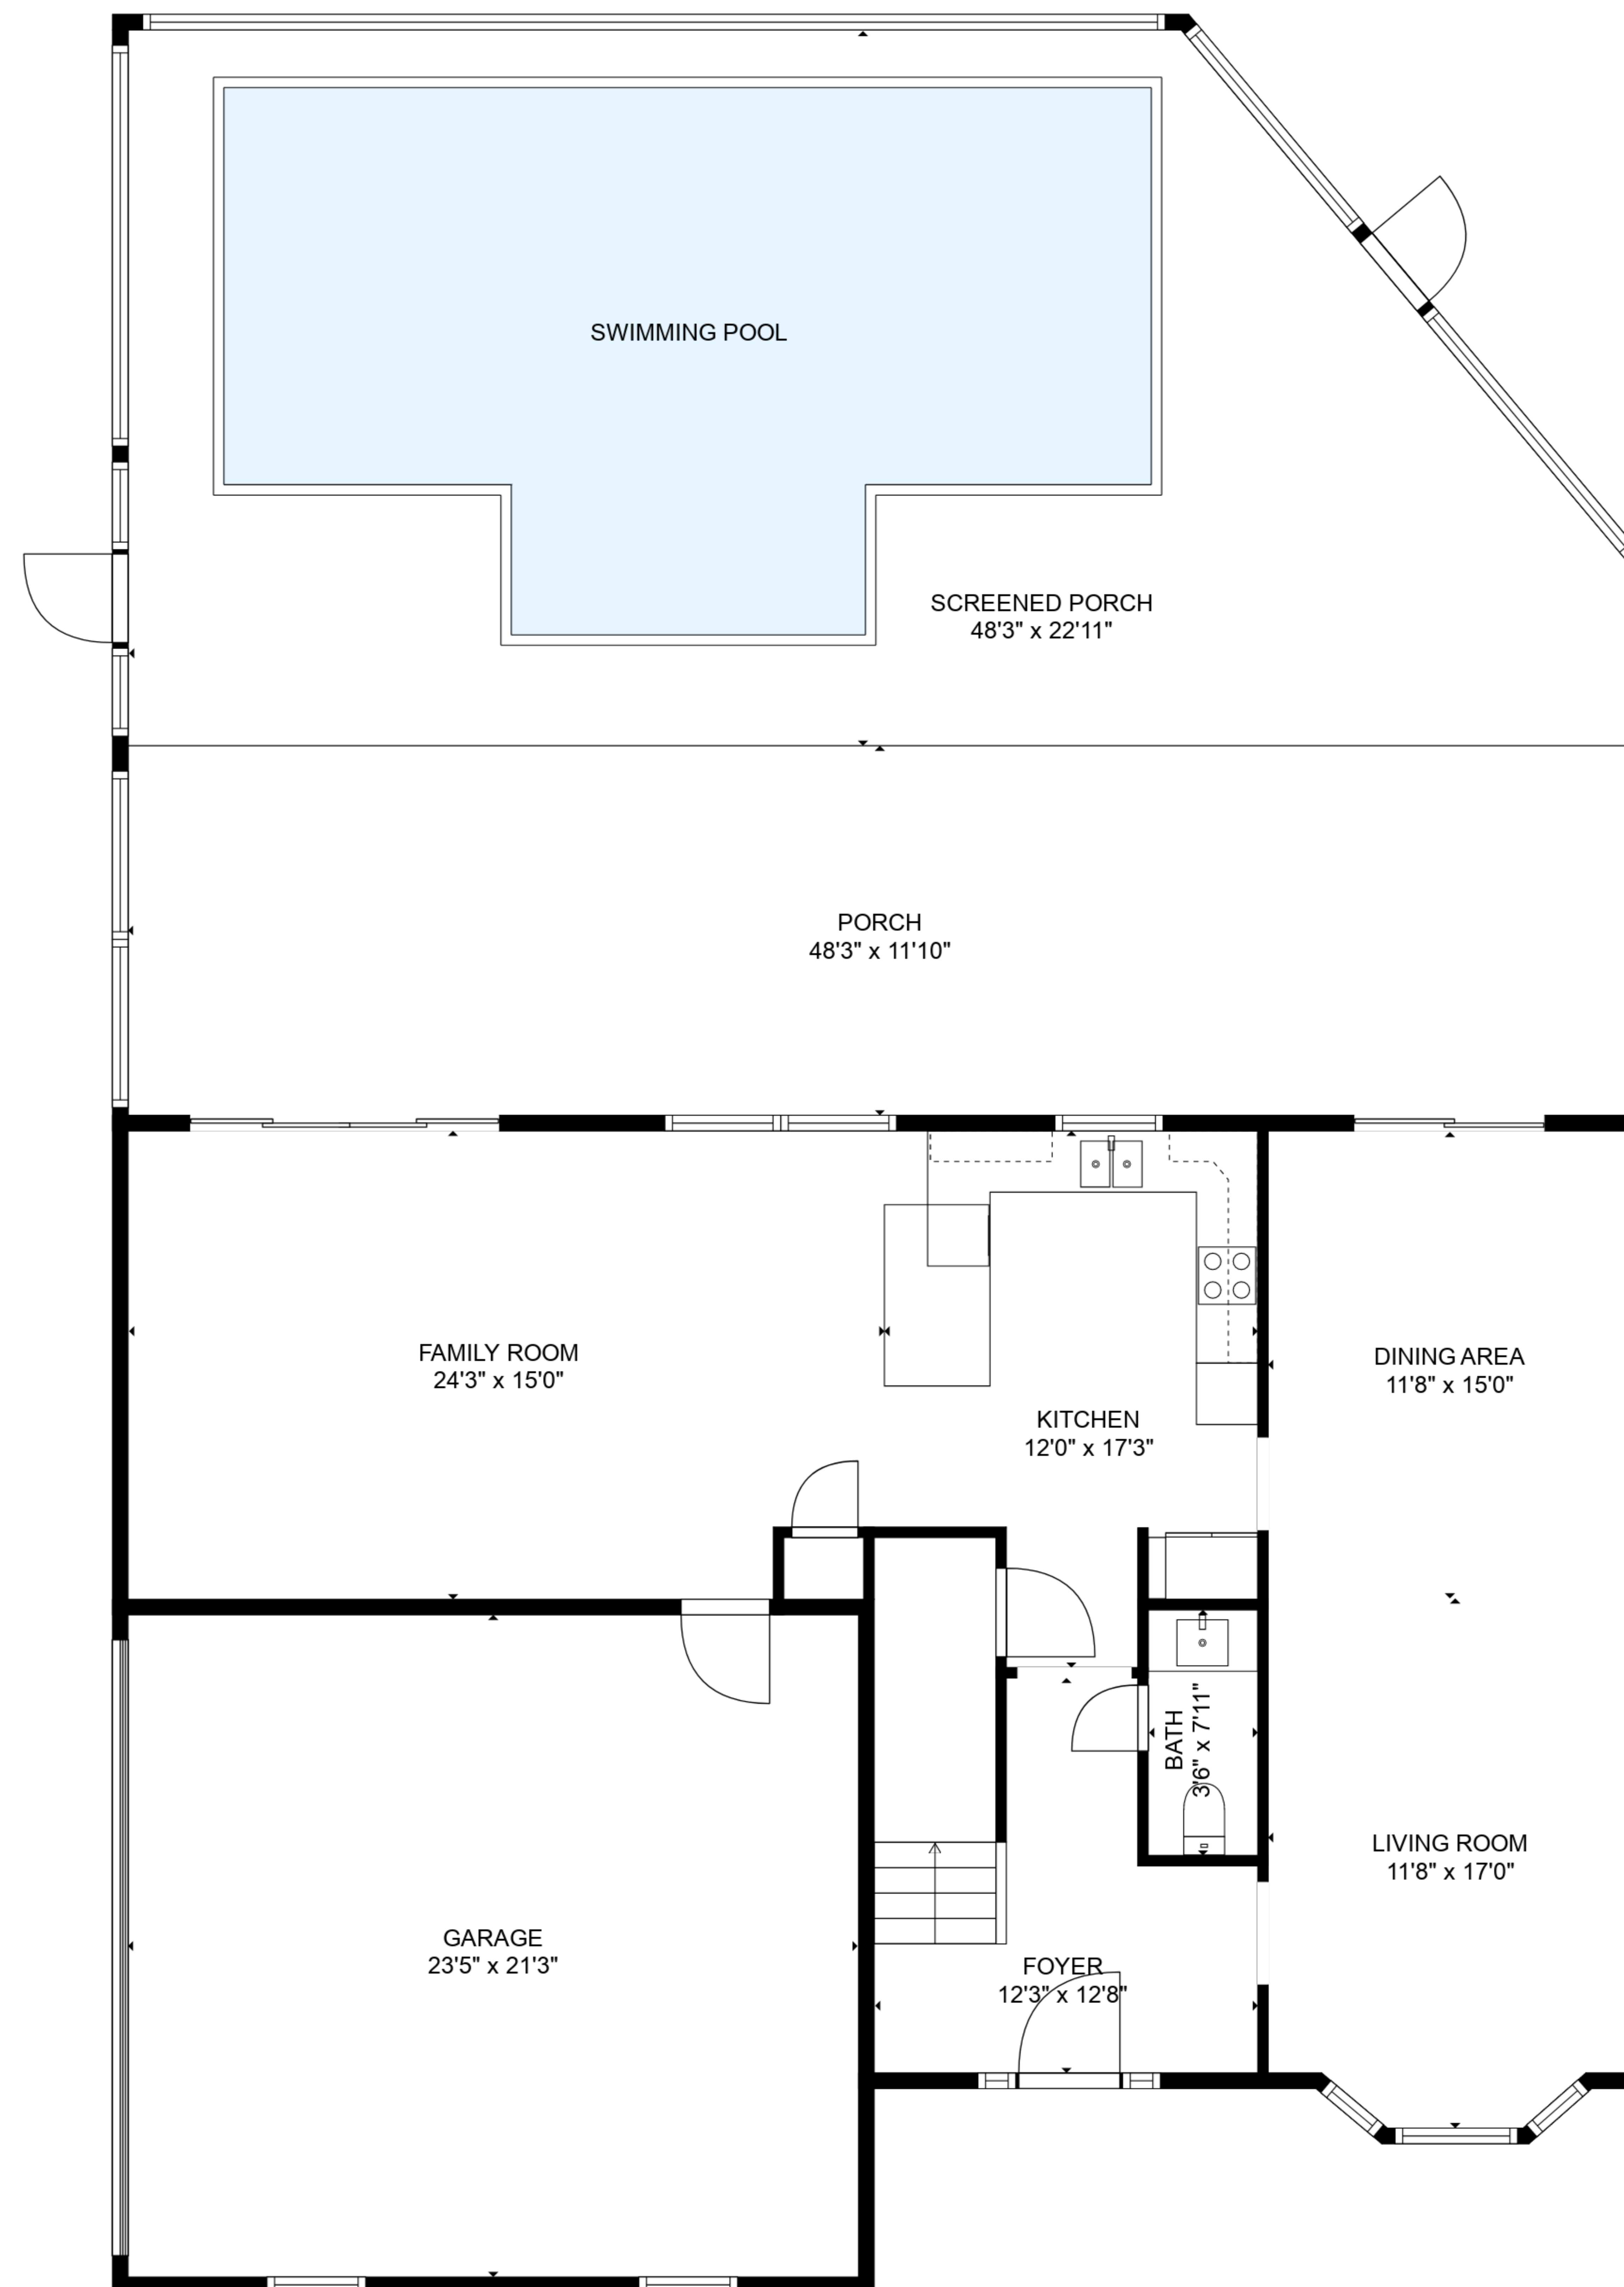 SWIMMING POOL
SCREENED PORCH
48'3" x 22'11"
PORCH
48'3" x 11'10"
FAMILY ROOM
24'3" x 15'0"
DINING AREA
11'8" x 15'0"
KITCHEN
12'0" x 17'3"
BATH
3'6" x 7'11"
LIVING ROOM
11'8" x 17'0"
GARAGE
23'5" x 21'3"
FOYER
12'3" x 12'8"